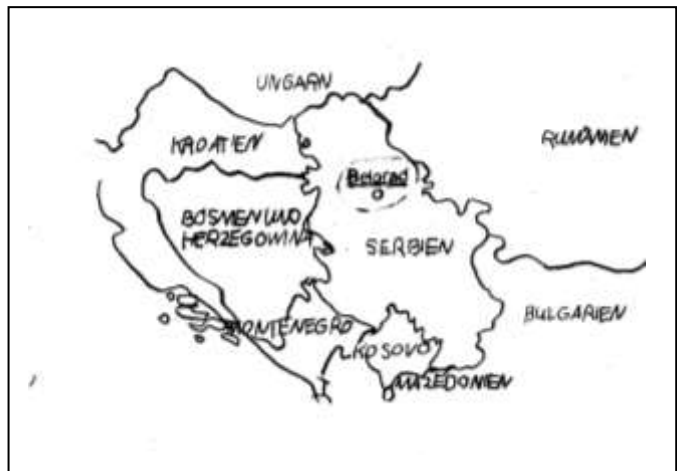 UNGARN
KROATIEN
RUMÄNIEN
Belgrad
BOSNIEN UND
HERZEGOWINA
SERBIEN
MONTENEGRO
BULGARIEN
KOSOVO
MAZEDONIEN